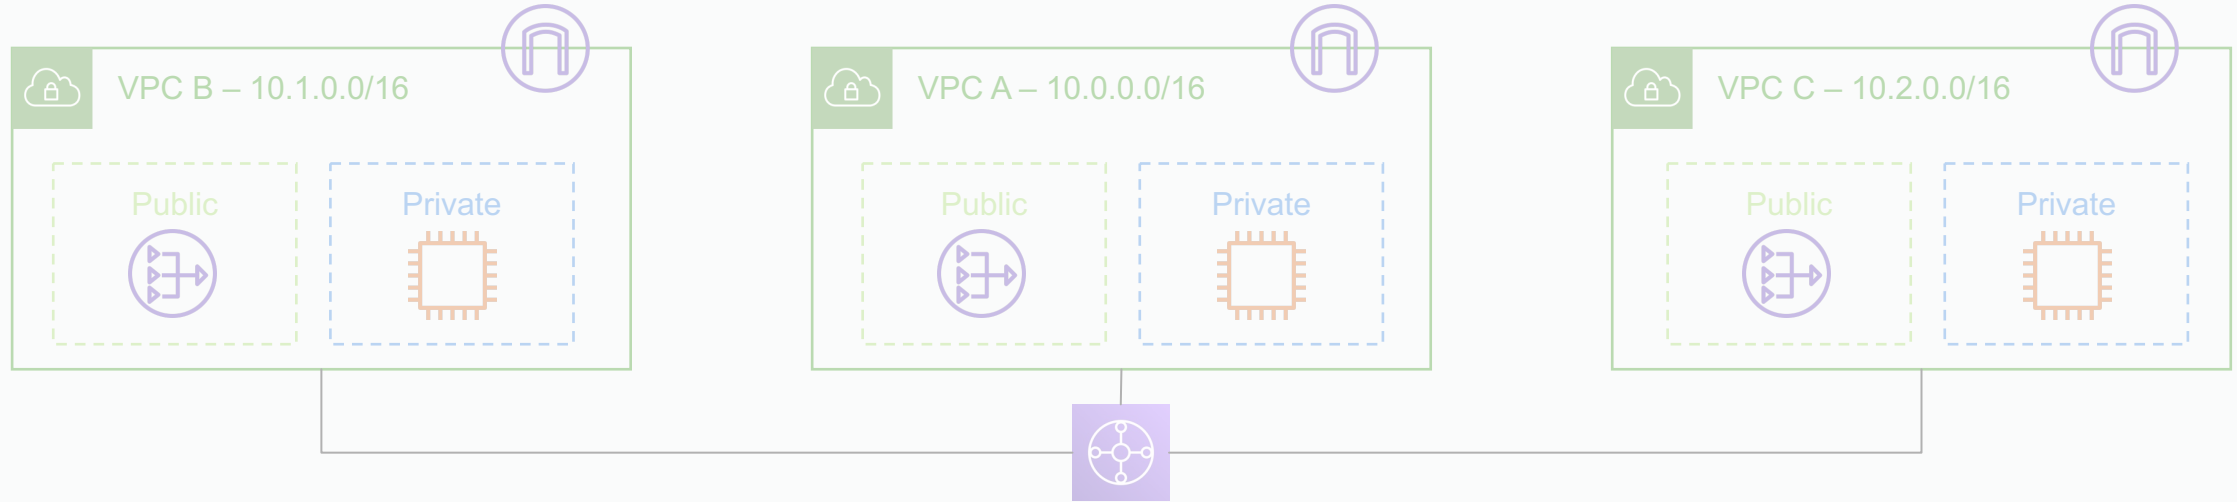 VPC B – 10.1.0.0/16
Public
Private
VPC A – 10.0.0.0/16
Public
Private
VPC C – 10.2.0.0/16
Public
Private